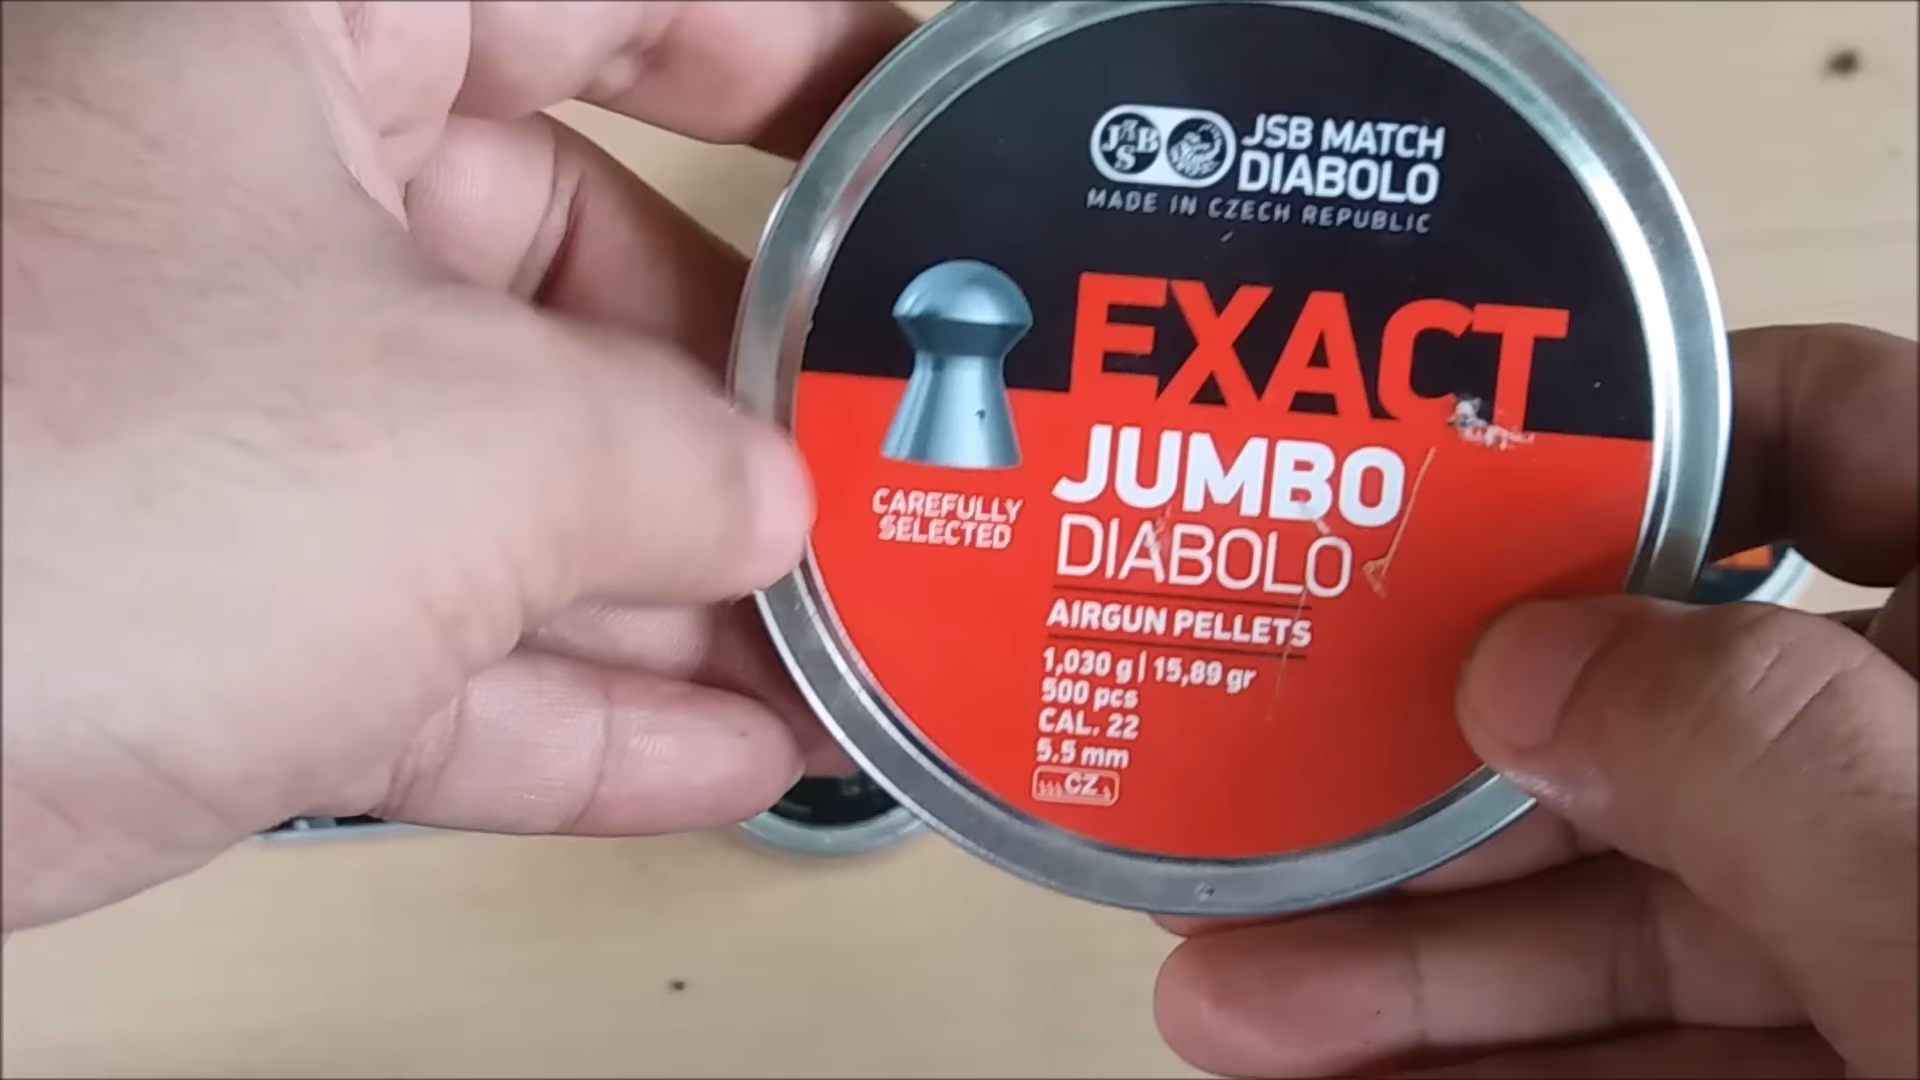 JSB
JSB MATCH
DIABOLO
MADE IN CZECH REPUBLIC
EXACT
JUMBO
DIABOLO
CAREFULLY
SELECTED
AIRGUN PELLETS
1,030 g | 15,89 gr
500 pcs
CAL. 22
5.5 mm
CZ